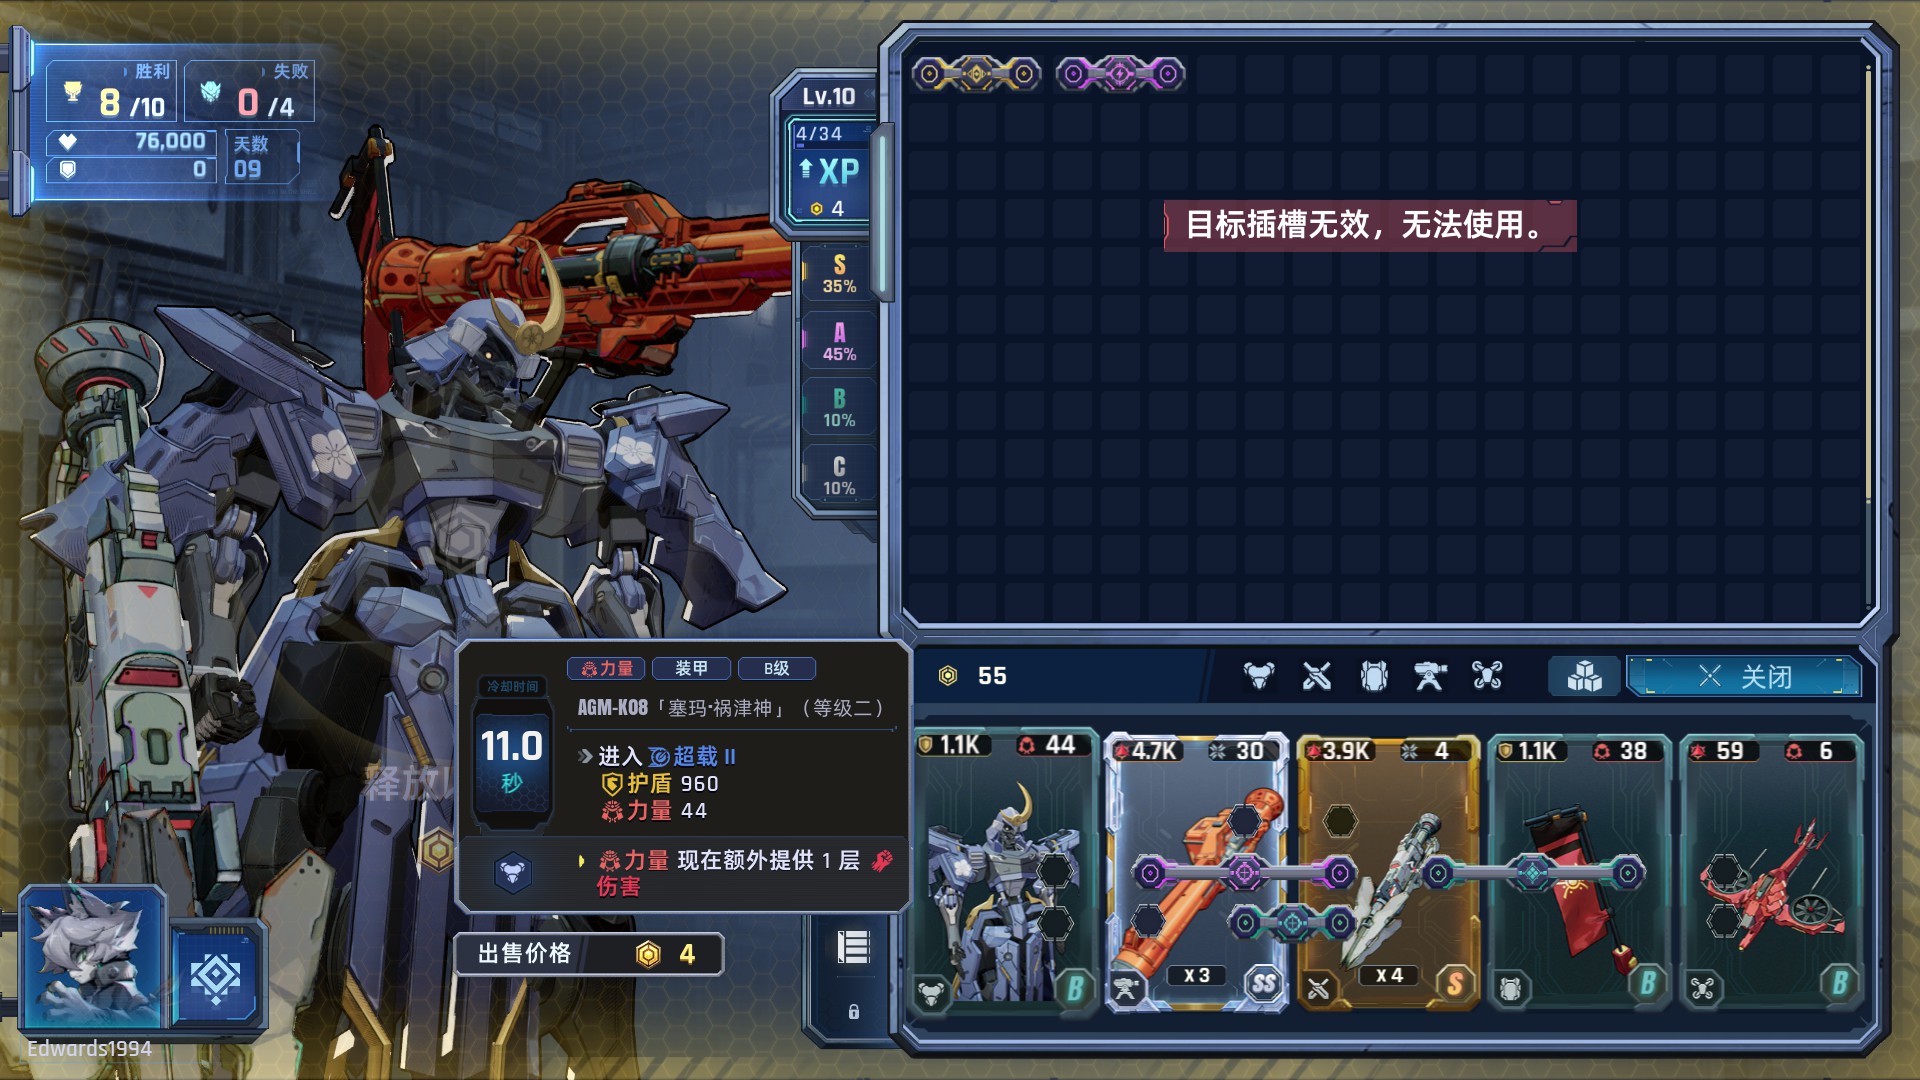 胜利
8 /10
失败
0 /4
76,000
0
天数
09
Lv.10
4/34
XP
4
S
35%
A
45%
B
10%
C
10%
目标插槽无效，无法使用。
力量
装甲
B级
冷却时间
11.0
秒
AGM-K08「塞玛·祸津神」（等级二）
进入 超载 II
护盾 960
力量 44
力量 现在额外提供 1 层
伤害
释放
出售价格
4
55
关闭
1.1K
44
B
4.7K
30
x3
SS
3.9K
4
x4
S
1.1K
38
B
59
6
B
Edwards1994